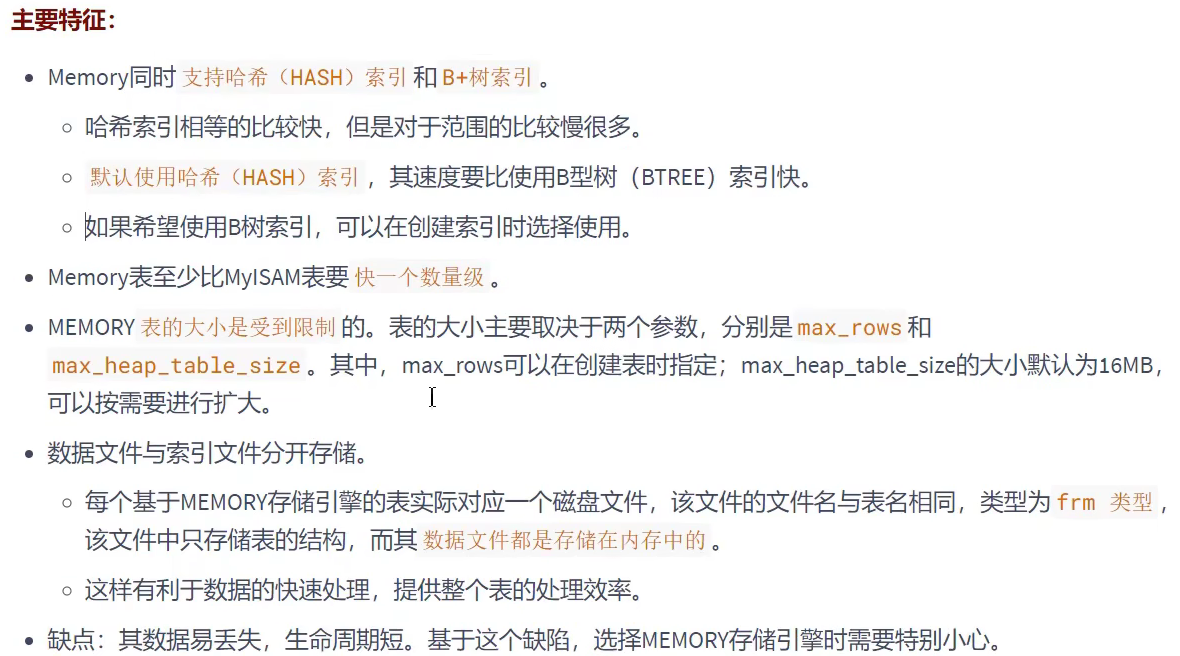 主要特征：
Memory同时 支持哈希（HASH）索引 和 B+树索引 。
哈希索引相等的比较快，但是对于范围的比较慢很多。
默认使用哈希（HASH）索引 ，其速度要比使用B型树（BTREE）索引快。
如果希望使用B树索引，可以在创建索引时选择使用。
Memory表至少比MyISAM表要 快一个数量级 。
MEMORY 表的大小是受到限制 的。表的大小主要取决于两个参数，分别是 max_rows 和
max_heap_table_size 。其中，max_rows可以在创建表时指定；max_heap_table_size的大小默认为16MB，
可以按需要进行扩大。
数据文件与索引文件分开存储。
每个基于MEMORY存储引擎的表实际对应一个磁盘文件，该文件的文件名与表名相同，类型为 frm 类型 ，
该文件中只存储表的结构，而其 数据文件都是存储在内存中的 。
这样有利于数据的快速处理，提供整个表的处理效率。
缺点：其数据易丢失，生命周期短。基于这个缺陷，选择MEMORY存储引擎时需要特别小心。